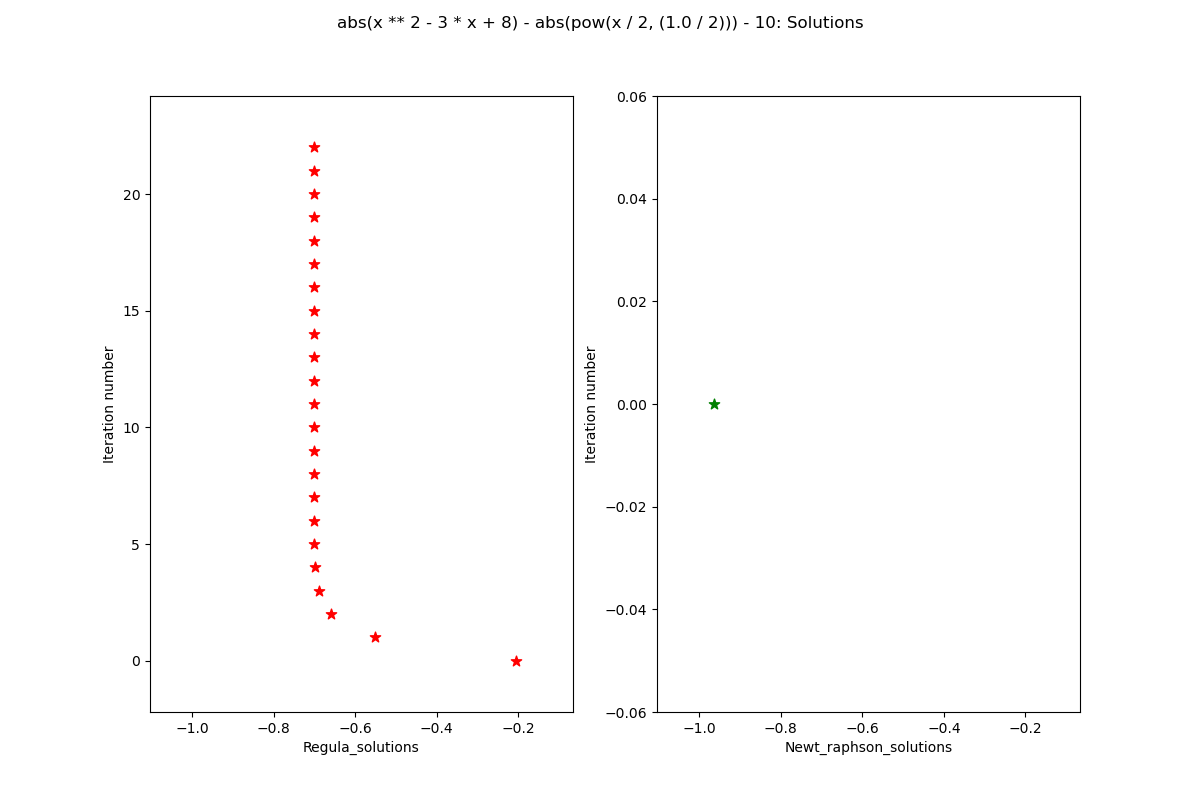 abs(x ** 2 - 3 * x + 8) - abs(pow(x / 2, (1.0 / 2))) - 10: Solutions
Iteration number
20
15
10
5
0
−1.0 −0.8 −0.6 −0.4 −0.2
Regula_solutions
Iteration number
0.06
0.04
0.02
0.00
−0.02
−0.04
−0.06
−1.0 −0.8 −0.6 −0.4 −0.2
Newt_raphson_solutions